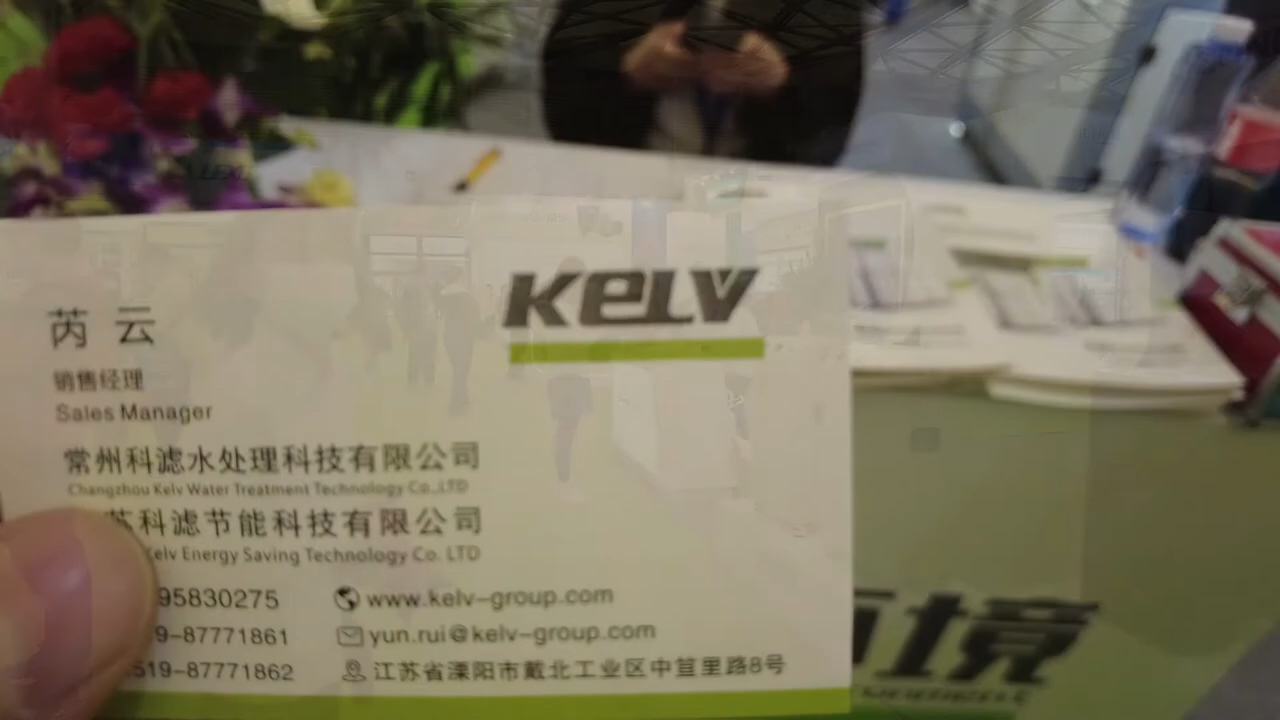 KELV
芮 云
销售经理
Sales Manager
常州科滤水处理科技有限公司
Changzhou Kelv Water Treatment Technology Co.,LTD
苏科滤节能科技有限公司
Kelv Energy Saving Technology Co. LTD
95830275
www.kelv-group.com
9-87771861
yun.rui@kelv-group.com
519-87771862
江苏省溧阳市戴北工业区中笪里路8号
境